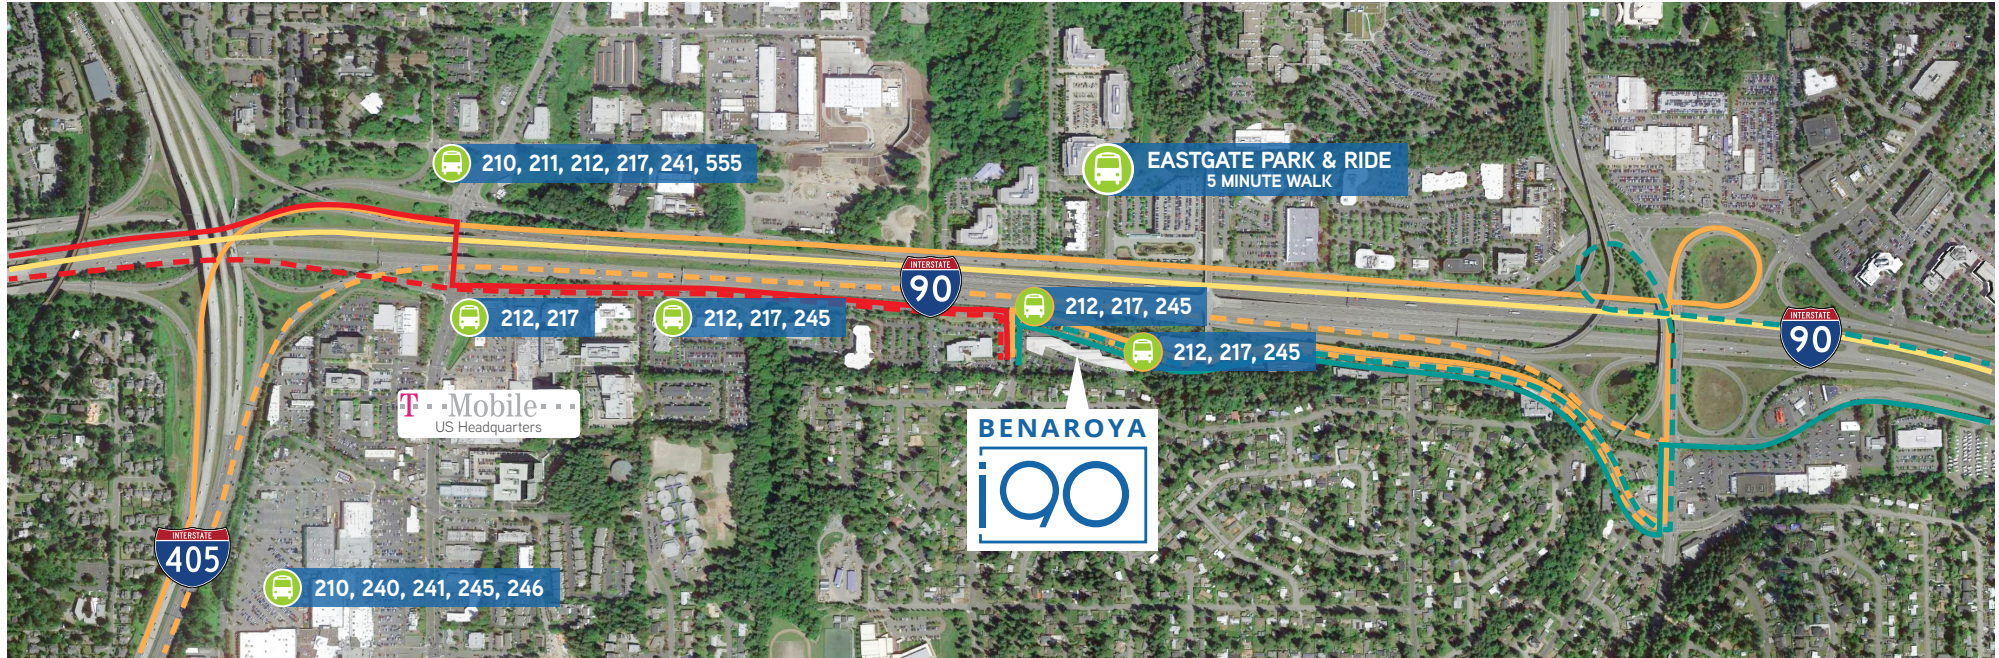 210, 211, 212, 217, 241, 555
EASTGATE PARK & RIDE
5 MINUTE WALK
INTERSTATE
90
212, 217
212, 217, 245
212, 217, 245
INTERSTATE
90
212, 217, 245
T · · Mobile · · ·
US Headquarters
BENAROYA
i90
INTERSTATE
405
210, 240, 241, 245, 246